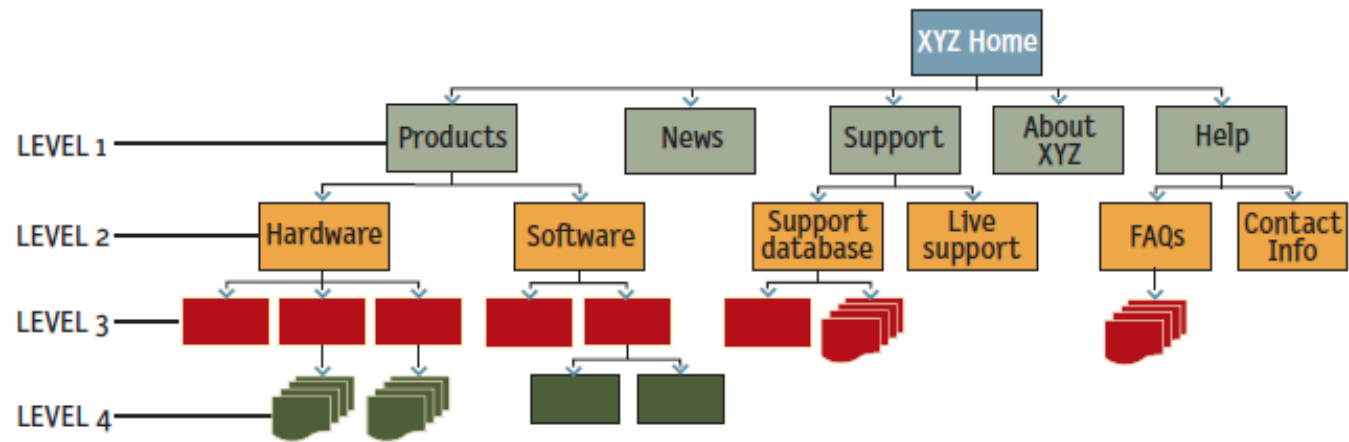 XYZ Home
LEVEL 1
Products
News
Support
About
XYZ
Help
LEVEL 2
Hardware
Software
Support
database
Live
support
FAQs
Contact
Info
LEVEL 3
LEVEL 4